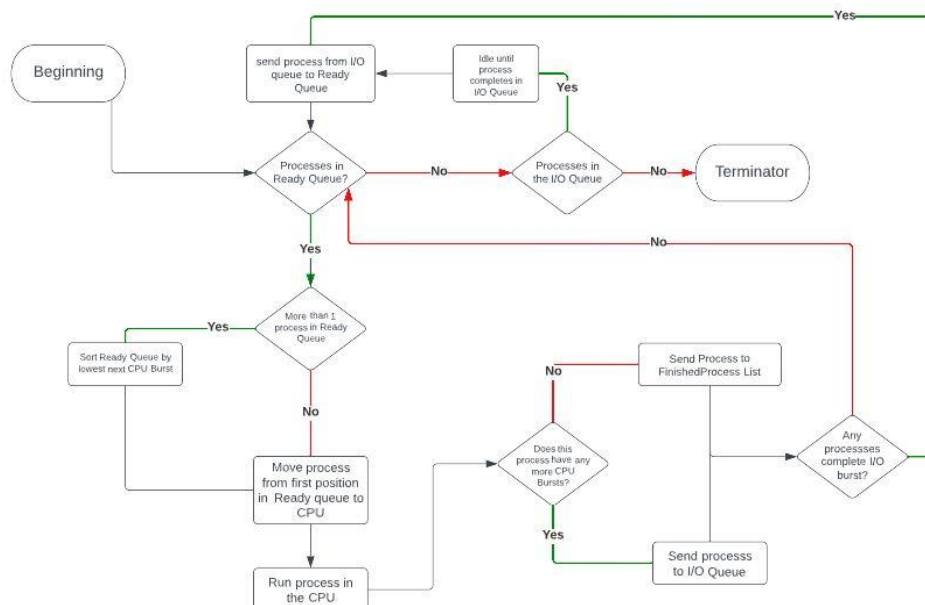 Yes
Beginning
send process from I/O
queue to Ready
Queue
Idle until
process
completes in
I/O Queue
Yes
Processes in
Ready Queue?
No
Processes in
the I/O Queue
No
Terminator
No
Yes
More than 1
process in Ready
Queue
Yes
Sort Ready Queue by
lowest next CPU Burst
No
Send Process to
FinishedProcess List
No
Does this
process have any
more CPU
Bursts?
Any
processses
complete I/O
burst?
Move process
from first position
in Ready queue to
CPU
Yes
Send processs
to I/O Queue
Run process in
the CPU